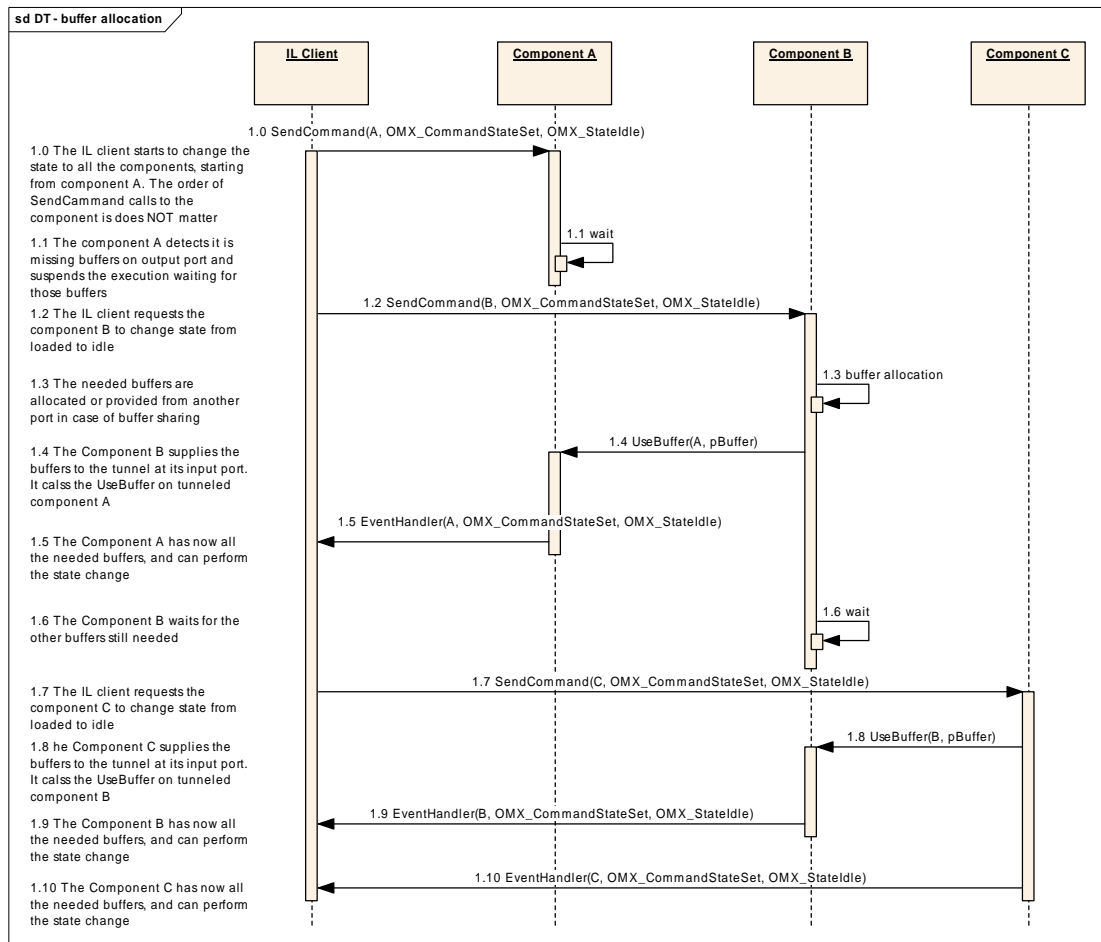 sd DT - buffer allocation
IL Client
Component A
Component B
Component C
1.0 SendCommand(A, OMX_CommandStateSet, OMX_StateIdle)
1.0 The IL client starts to change the
state to all the components, starting
from component A. The order of
SendCammand calls to the
component is does NOT matter
1.1 wait
1.1 The component A detects it is
missing buffers on output port and
suspends the execution waiting for
those buffers
1.2 SendCommand(B, OMX_CommandStateSet, OMX_StateIdle)
1.2 The IL client requests the
component B to change state from
loaded to idle
1.3 buffer allocation
1.3 The needed buffers are
allocated or provided from another
port in case of buffer sharing
1.4 UseBuffer(A, pBuffer)
1.4 The Component B supplies the
buffers to the tunnel at its input port.
It calss the UseBuffer on tunneled
component A
1.5 EventHandler(A, OMX_CommandStateSet, OMX_StateIdle)
1.5 The Component A has now all
the needed buffers, and can perform
the state change
1.6 wait
1.6 The Component B waits for the
other buffers still needed
1.7 SendCommand(C, OMX_CommandStateSet, OMX_StateIdle)
1.7 The IL client requests the
component C to change state from
loaded to idle
1.8 UseBuffer(B, pBuffer)
1.8 he Component C supplies the
buffers to the tunnel at its input port.
It calss the UseBuffer on tunneled
component B
1.9 EventHandler(B, OMX_CommandStateSet, OMX_StateIdle)
1.9 The Component B has now all
the needed buffers, and can perform
the state change
1.10 EventHandler(C, OMX_CommandStateSet, OMX_StateIdle)
1.10 The Component C has now all
the needed buffers, and can perform
the state change